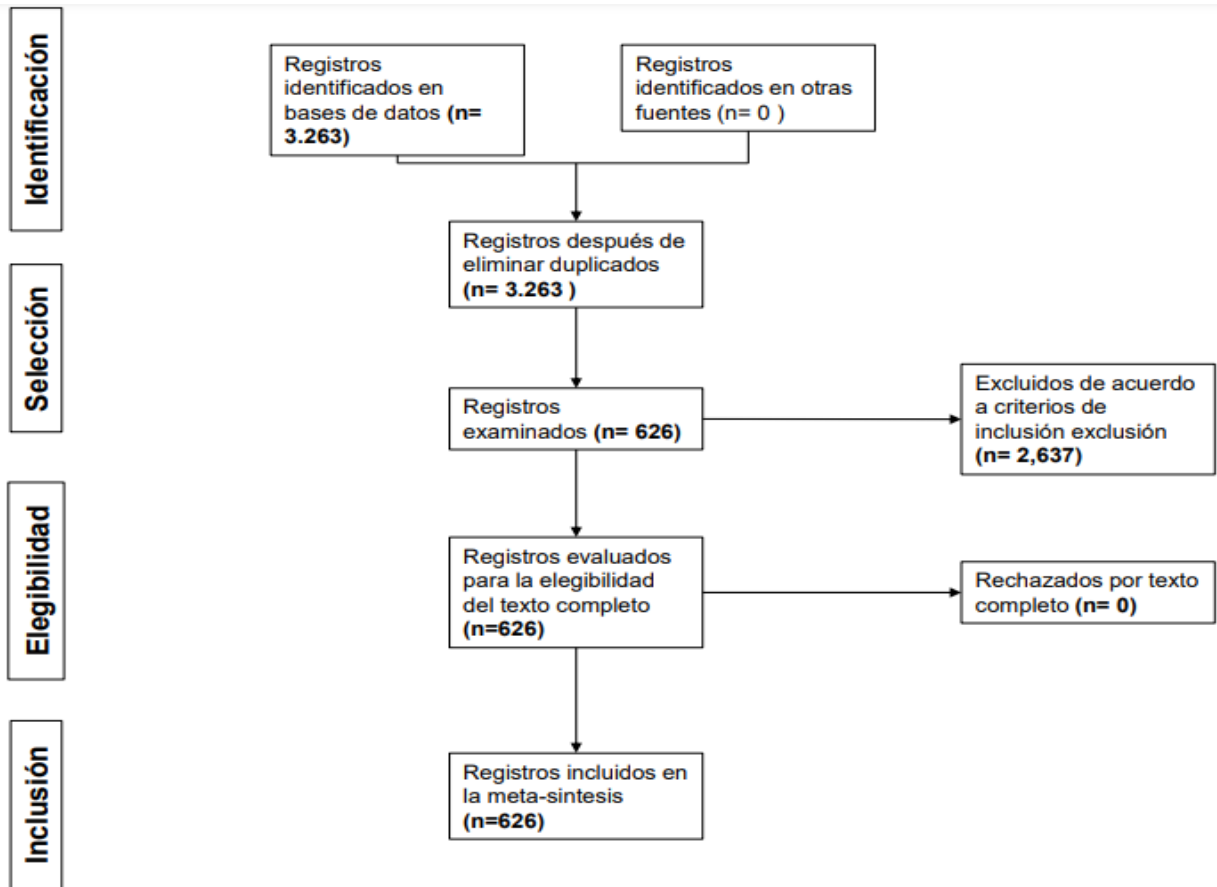 Identificación
Registros
identificados en
bases de datos (n=
3.263)
Registros
identificados en otras
fuentes (n= 0 )
Registros después de
eliminar duplicados
(n= 3.263 )
Selección
Registros
examinados (n= 626)
Excluidos de acuerdo
a criterios de
inclusión exclusión
(n= 2,637)
Elegibilidad
Registros evaluados
para la elegibilidad
del texto completo
(n=626)
Rechazados por texto
completo (n= 0)
Inclusión
Registros incluidos en
la meta-sintesis
(n=626)